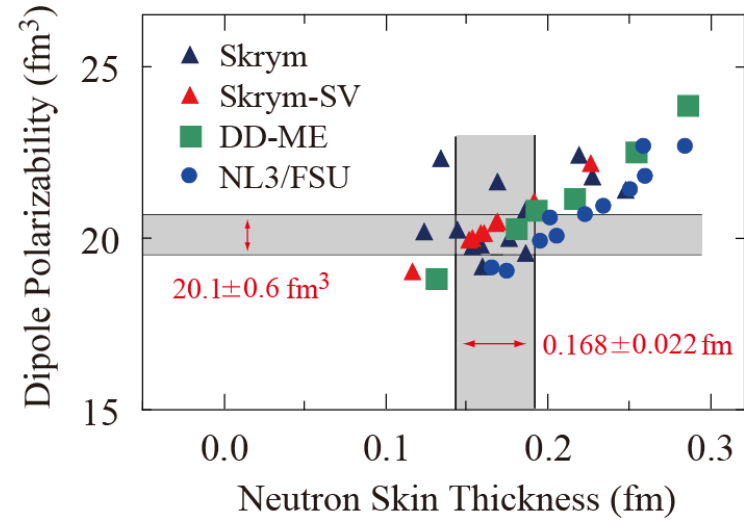 Dipole Polarizability (fm³)
25
20
15
Skrym
Skrym-SV
DD-ME
NL3/FSU
20.1±0.6 fm³
0.168±0.022 fm
0.0
0.1
0.2
0.3
Neutron Skin Thickness (fm)